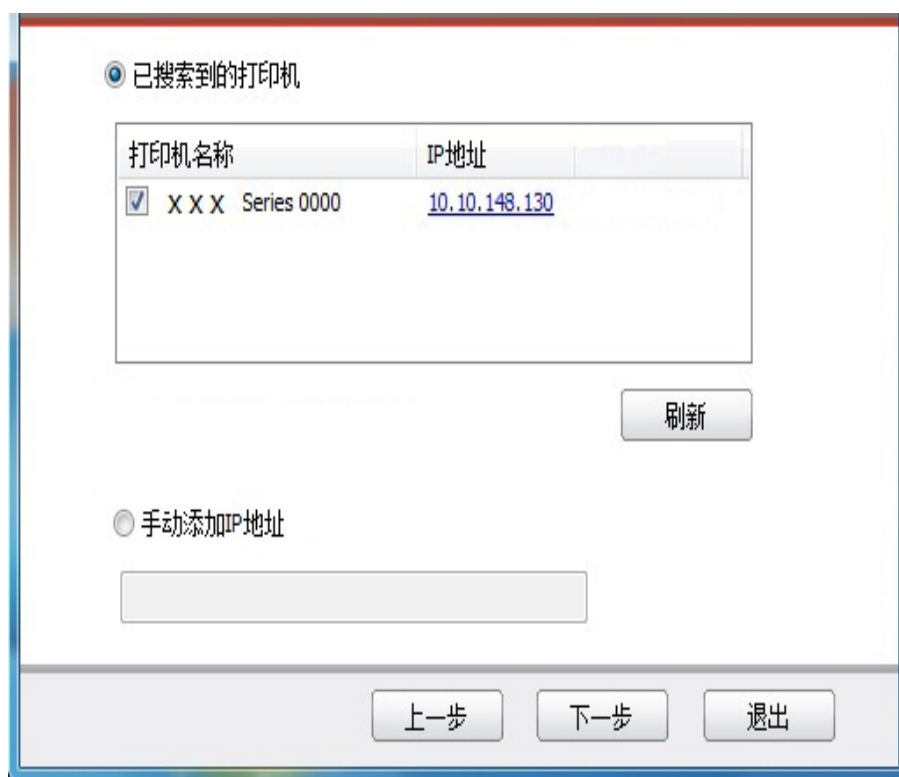 已搜索到的打印机
打印机名称 IP地址
X X X Series 0000 10.10.148.130
刷新
手动添加IP地址
上一步 下一步 退出